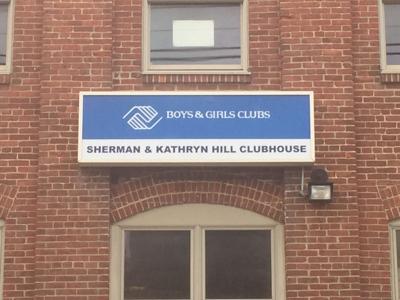 BOYS & GIRLS CLUBS
SHERMAN & KATHRYN HILL CLUBHOUSE